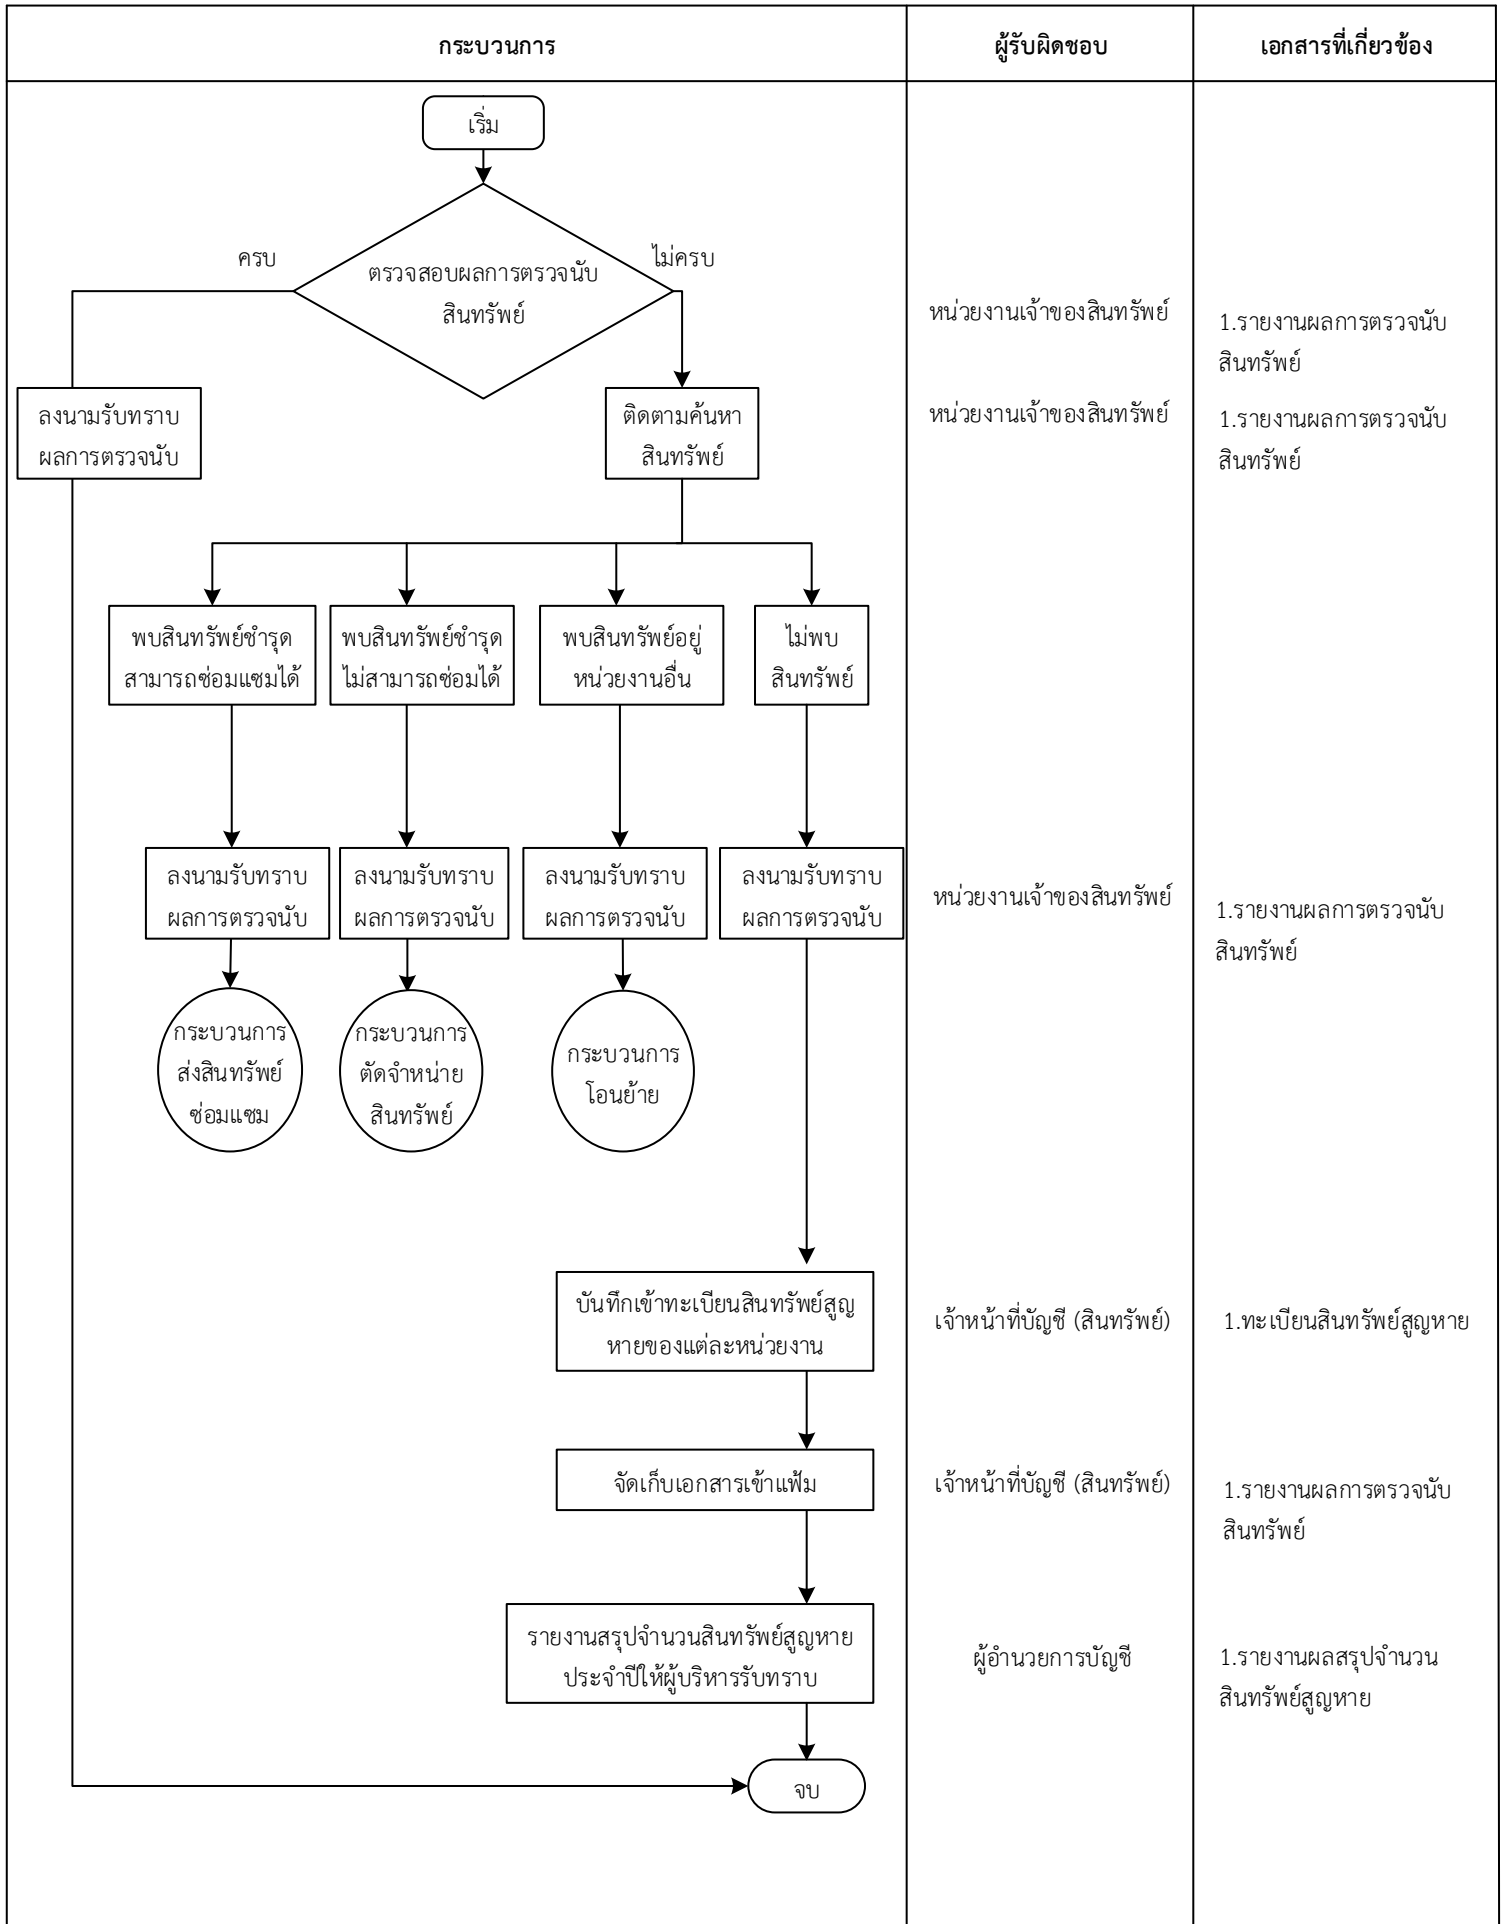 กระบวนการ
ผู้รับผิดชอบ
เอกสารที่เกี่ยวข้อง
เริ่ม
ครบ
ไม่ครบ
ตรวจสอบผลการตรวจนับ
สินทรัพย์
หน่วยงานเจ้าของสินทรัพย์
1.รายงานผลการตรวจนับ
สินทรัพย์
ลงนามรับทราบ
ผลการตรวจนับ
ติดตามค้นหา
สินทรัพย์
หน่วยงานเจ้าของสินทรัพย์
1.รายงานผลการตรวจนับ
สินทรัพย์
พบสินทรัพย์ชำรุด
สามารถซ่อมแซมได้
พบสินทรัพย์ชำรุด
ไม่สามารถซ่อมได้
พบสินทรัพย์อยู่
หน่วยงานอื่น
ไม่พบ
สินทรัพย์
ลงนามรับทราบ
ผลการตรวจนับ
ลงนามรับทราบ
ผลการตรวจนับ
ลงนามรับทราบ
ผลการตรวจนับ
ลงนามรับทราบ
ผลการตรวจนับ
หน่วยงานเจ้าของสินทรัพย์
1.รายงานผลการตรวจนับ
สินทรัพย์
กระบวนการ
ส่งสินทรัพย์
ซ่อมแซม
กระบวนการ
ตัดจำหน่าย
สินทรัพย์
กระบวนการ
โอนย้าย
บันทึกเข้าทะเบียนสินทรัพย์สูญ
หายของแต่ละหน่วยงาน
เจ้าหน้าที่บัญชี (สินทรัพย์)
1.ทะเบียนสินทรัพย์สูญหาย
จัดเก็บเอกสารเข้าแฟ้ม
เจ้าหน้าที่บัญชี (สินทรัพย์)
1.รายงานผลการตรวจนับ
สินทรัพย์
รายงานสรุปจำนวนสินทรัพย์สูญหาย
ประจำปีให้ผู้บริหารรับทราบ
ผู้อำนวยการบัญชี
1.รายงานผลสรุปจำนวน
สินทรัพย์สูญหาย
จบ